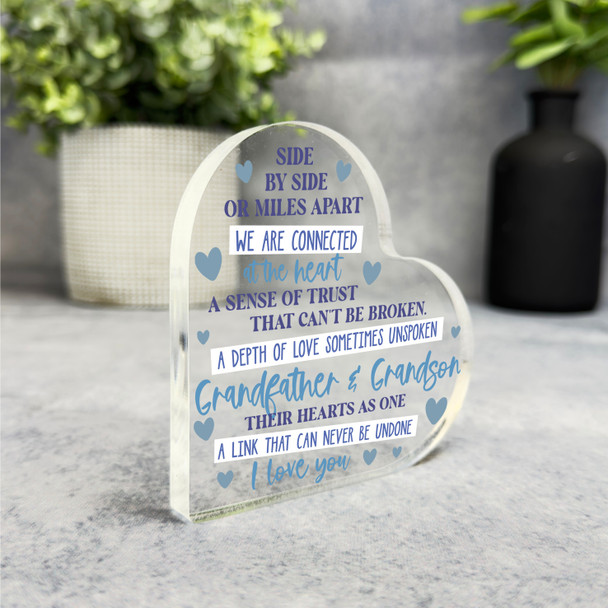 SIDE
BY SIDE
OR MILES APART
WE ARE CONNECTED
at the heart
A SENSE OF TRUST
THAT CAN'T BE BROKEN.
A DEPTH OF LOVE SOMETIMES UNSPOKEN
Grandfather & Grandson
THEIR HEARTS AS ONE
A LINK THAT CAN NEVER BE UNDONE
I love you